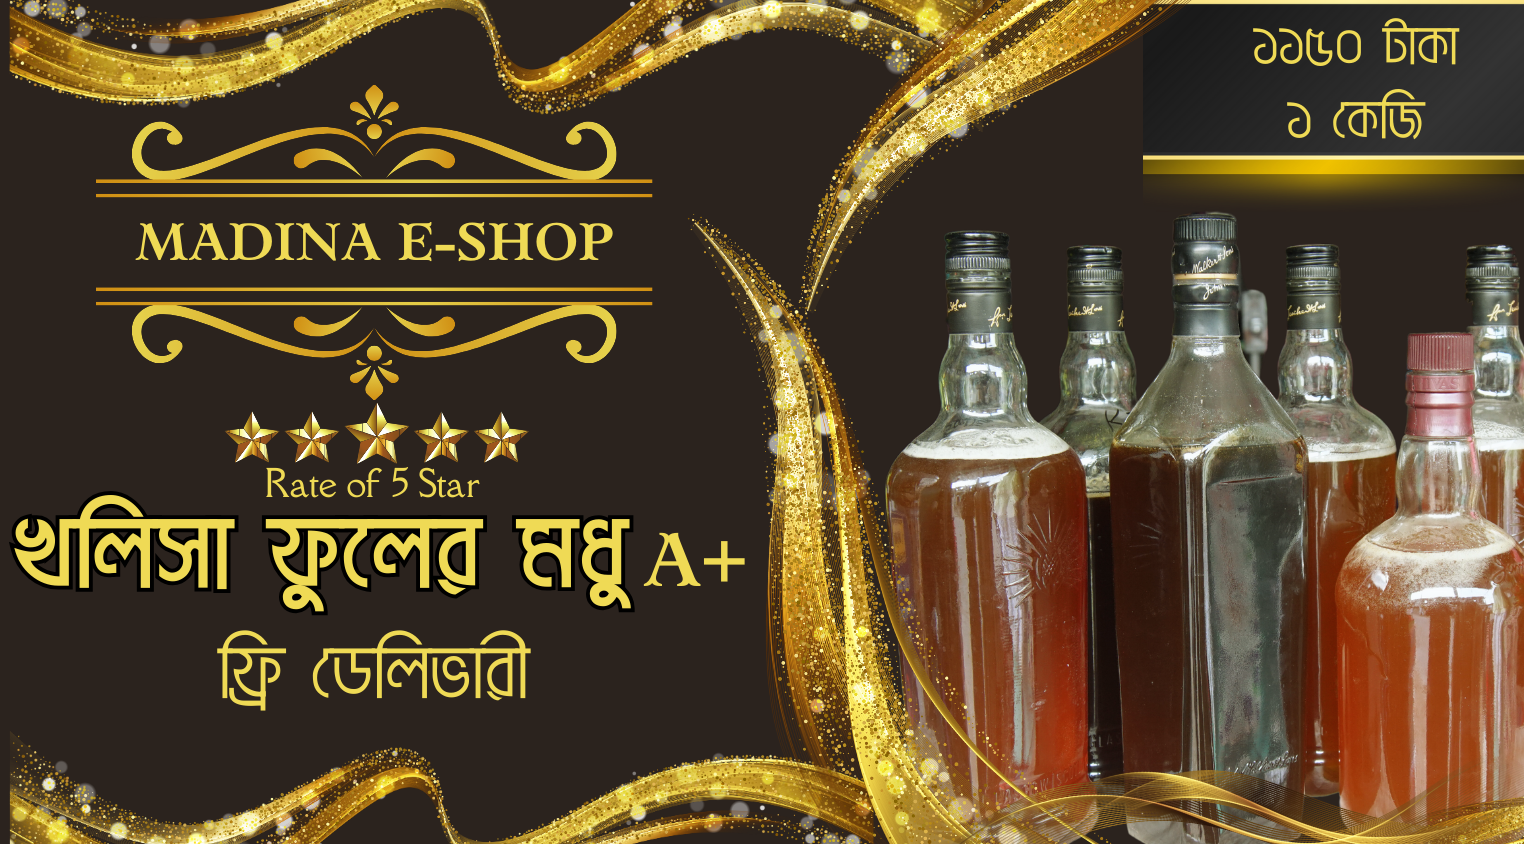 ১১৫০ টাকা
১ কেজি
MADINA E-SHOP
Rate of 5 Star
খলিসা ফুলের মধু A+
ফ্রি ডেলিভারী